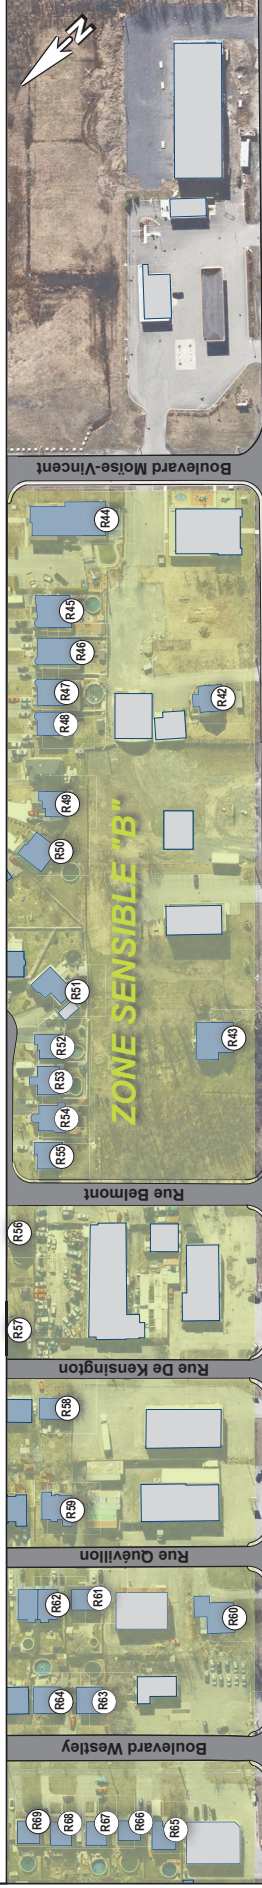 N
Boulevard Moïse-Vincent
R44
R45
R46
R47
R42
R48
R49
R50
ZONE SENSIBLE "B"
R51
R43
R52
R53
R54
R55
Rue Belmont
R56
R57
Rue De Kensington
R58
R59
Rue Quévillon
R61
R62
R60
R64
R63
Boulevard Westley
R69
R68
R67
R66
R65